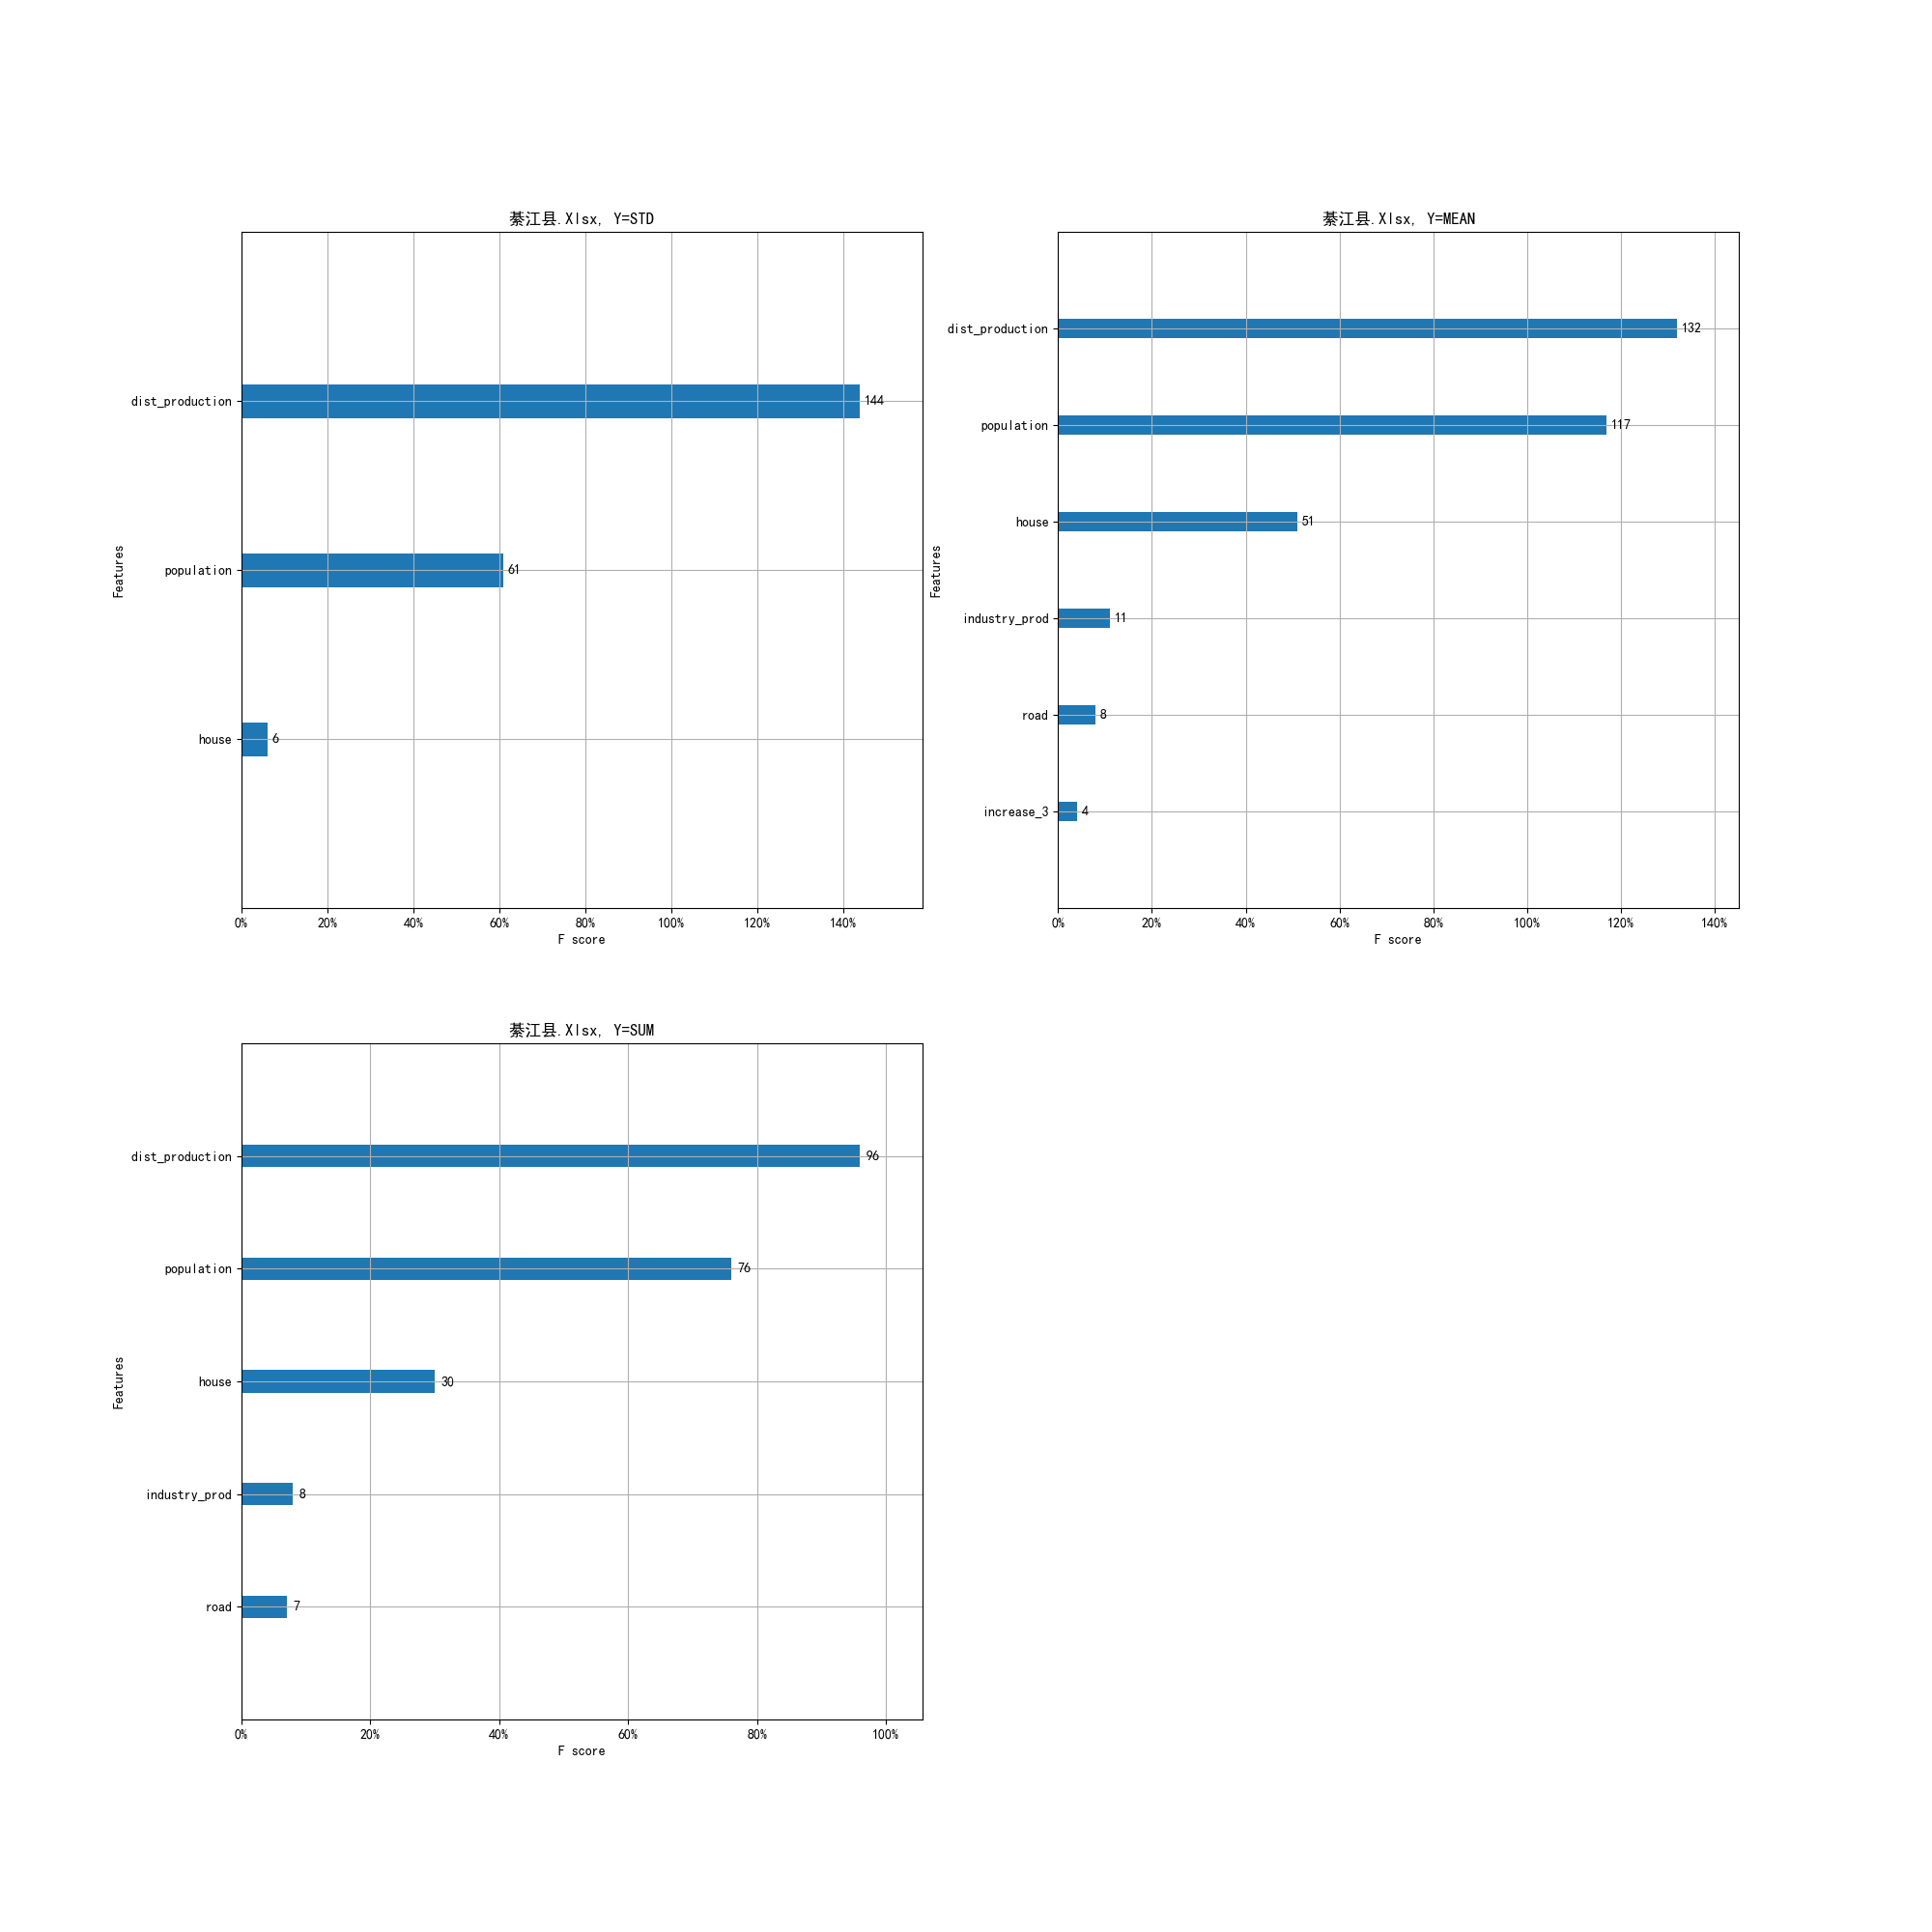 綦江县.Xlsx, Y=STD
dist_production
144
population
61
house
6
Features
0% 20% 40% 60% 80% 100% 120% 140%
F score
綦江县.Xlsx, Y=MEAN
dist_production
132
population
117
house
51
industry_prod
11
road
8
increase_3
4
Features
0% 20% 40% 60% 80% 100% 120% 140%
F score
綦江县.Xlsx, Y=SUM
dist_production
96
population
76
house
30
industry_prod
8
road
7
Features
0% 20% 40% 60% 80% 100%
F score